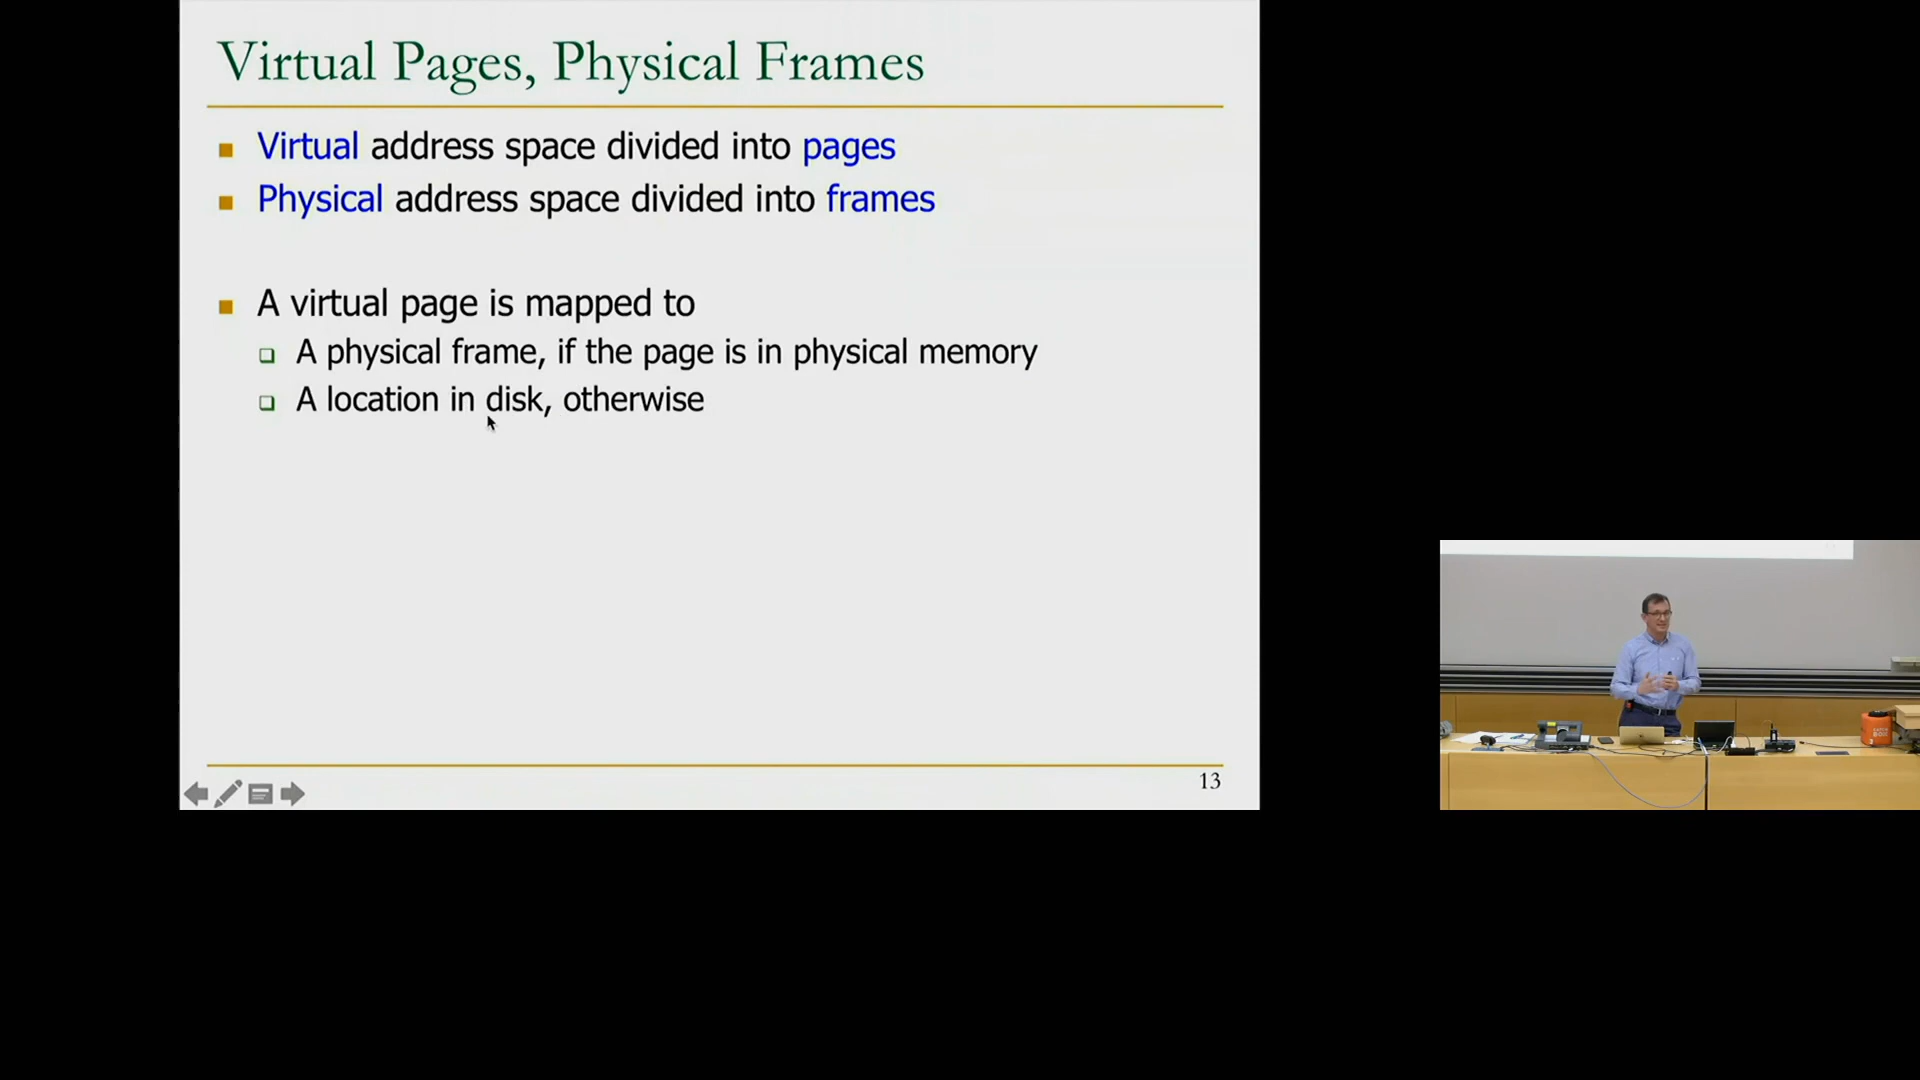 Virtual Pages, Physical Frames
Virtual address space divided into pages
Physical address space divided into frames
A virtual page is mapped to
A physical frame, if the page is in physical memory
A location in disk, otherwise
13